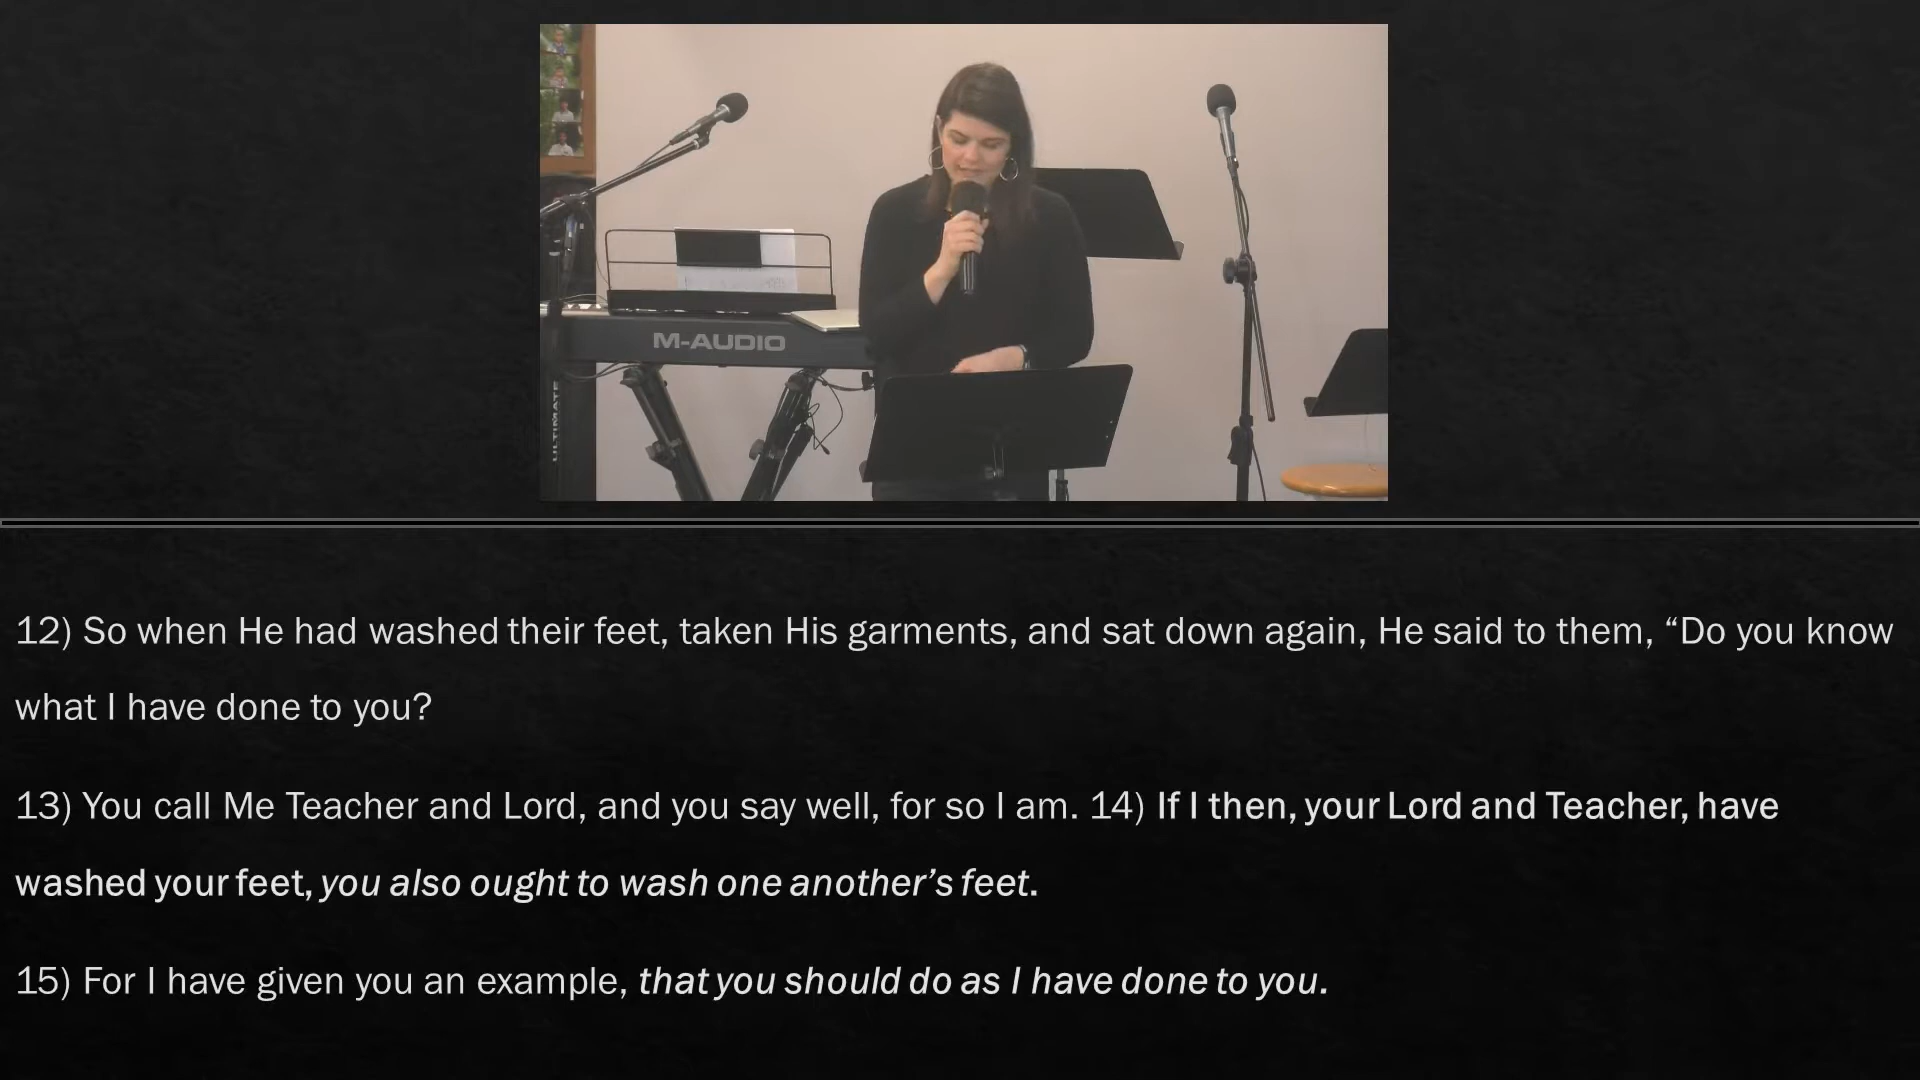 M-AUDIO
ULTIMATE
12) So when He had washed their feet, taken His garments, and sat down again, He said to them, “Do you know
what I have done to you?
13) You call Me Teacher and Lord, and you say well, for so I am. 14) If I then, your Lord and Teacher, have
washed your feet, you also ought to wash one another’s feet.
15) For I have given you an example, that you should do as I have done to you.